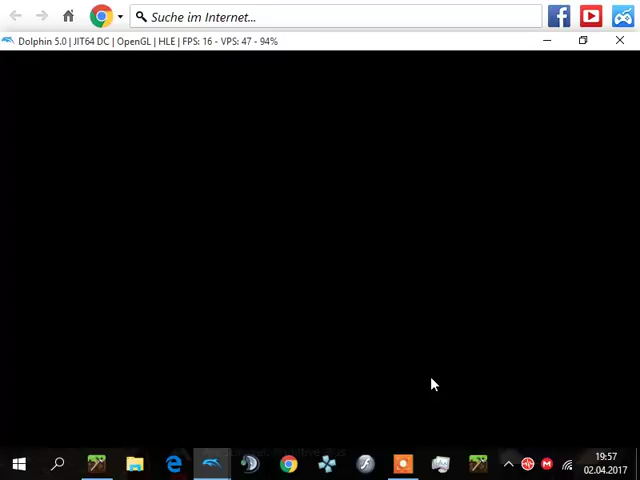 Suche im Internet...
Dolphin 5.0 | JIT64 DC | OpenGL | HLE | FPS: 16 - VPS: 47 - 94%
19:57
02.04.2017